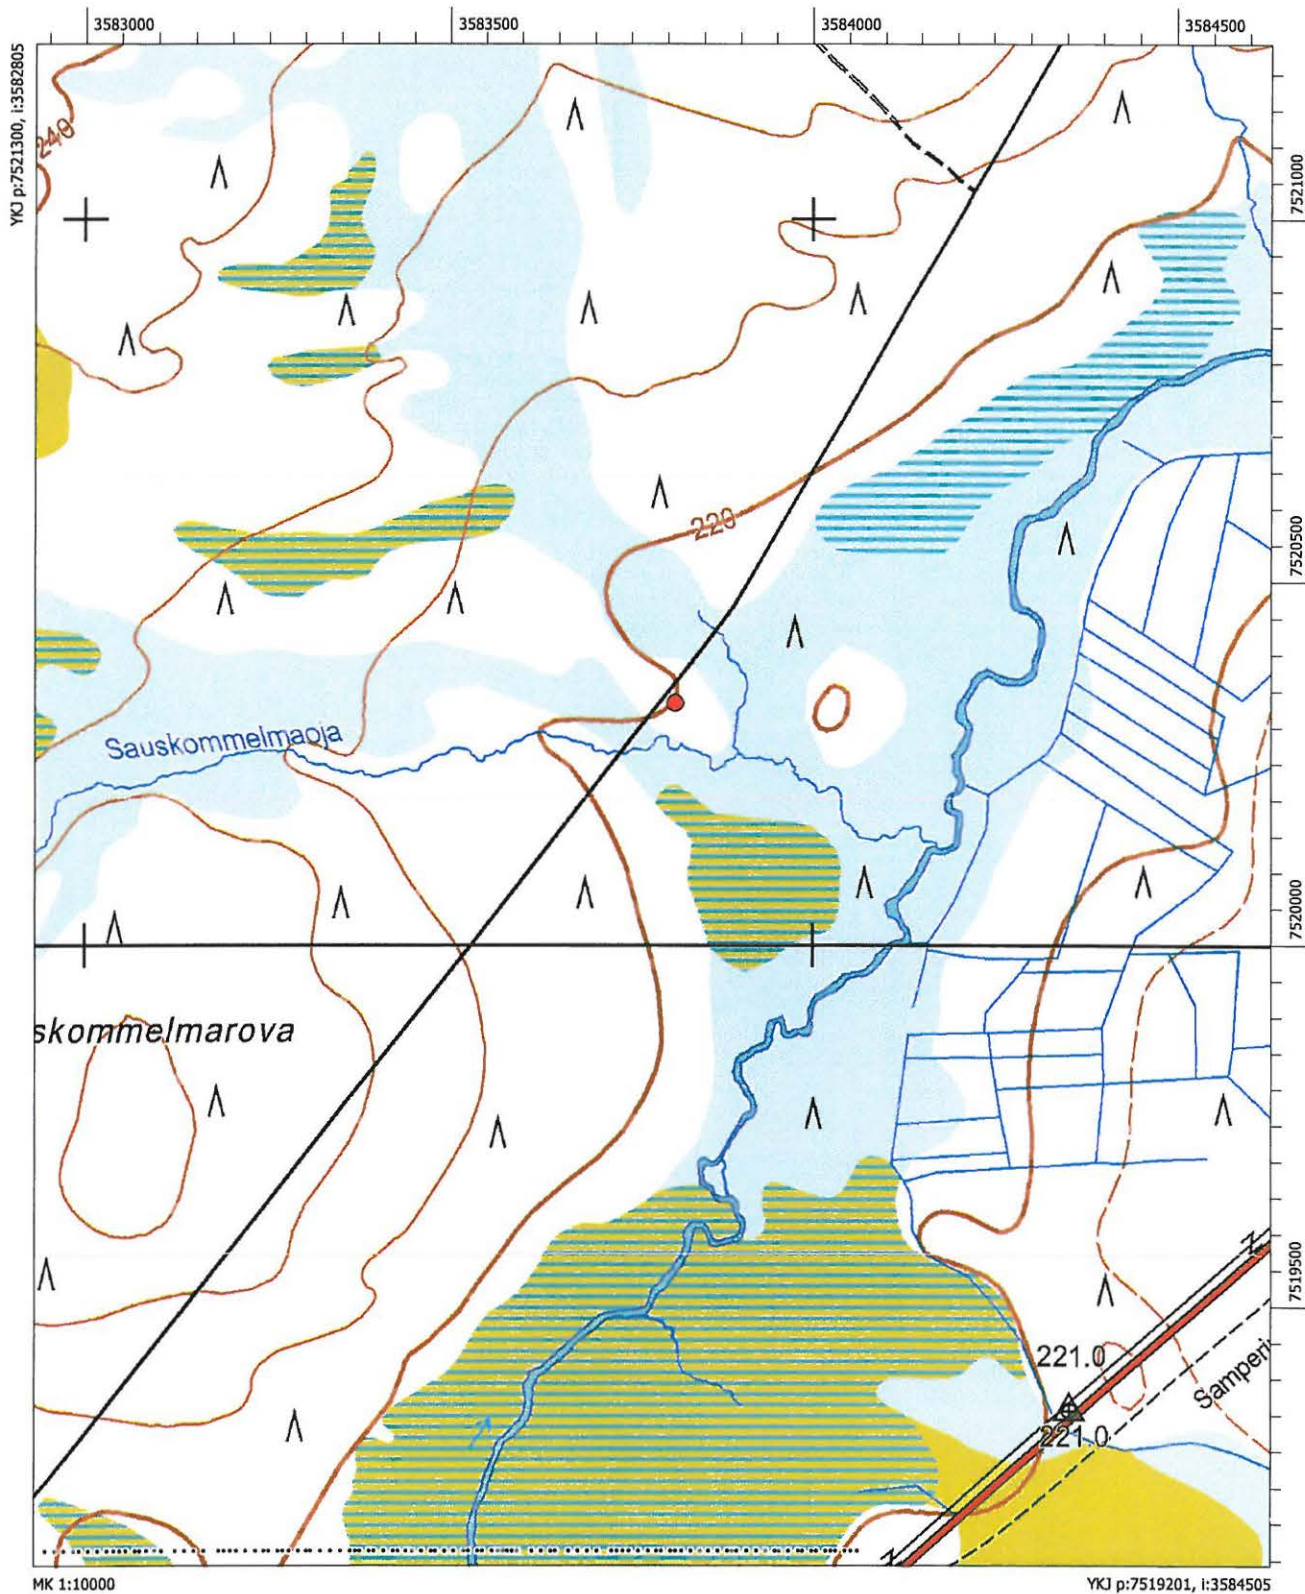 3583000
3583500
3584000
3584500
YKJ p:7521300, i:3582805
240
7521000
220
7520500
Sauskommelmaoja
7520000
skommelmarova
7519500
221.0
Samperi
221.0
MK 1:10000
YKJ p:7519201, i:3584505